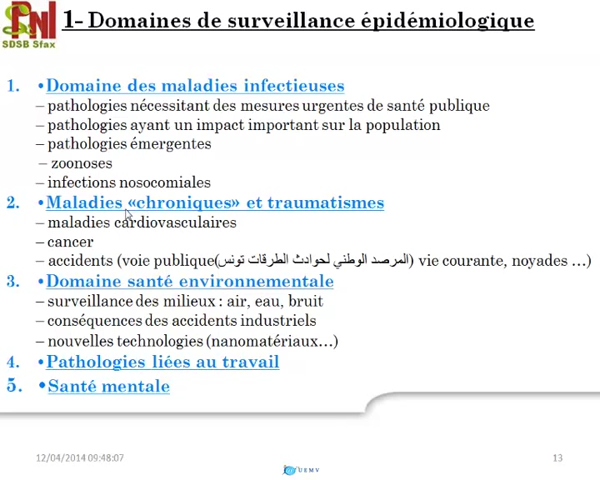 PNI
SDSB Sfax
1- Domaines de surveillance épidémiologique
1. •Domaine des maladies infectieuses
– pathologies nécessitant des mesures urgentes de santé publique
– pathologies ayant un impact important sur la population
– pathologies émergentes
– zoonoses
– infections nosocomiales
2. •Maladies «chroniques» et traumatismes
– maladies cardiovasculaires
– cancer
– accidents (voie publique(المرصد الوطني لحوادث الطرقات تونس) vie courante, noyades …)
3. •Domaine santé environnementale
– surveillance des milieux : air, eau, bruit
– conséquences des accidents industriels
– nouvelles technologies (nanomatériaux…)
4. •Pathologies liées au travail
5. •Santé mentale
12/04/2014 09:48:07
13
UEMV